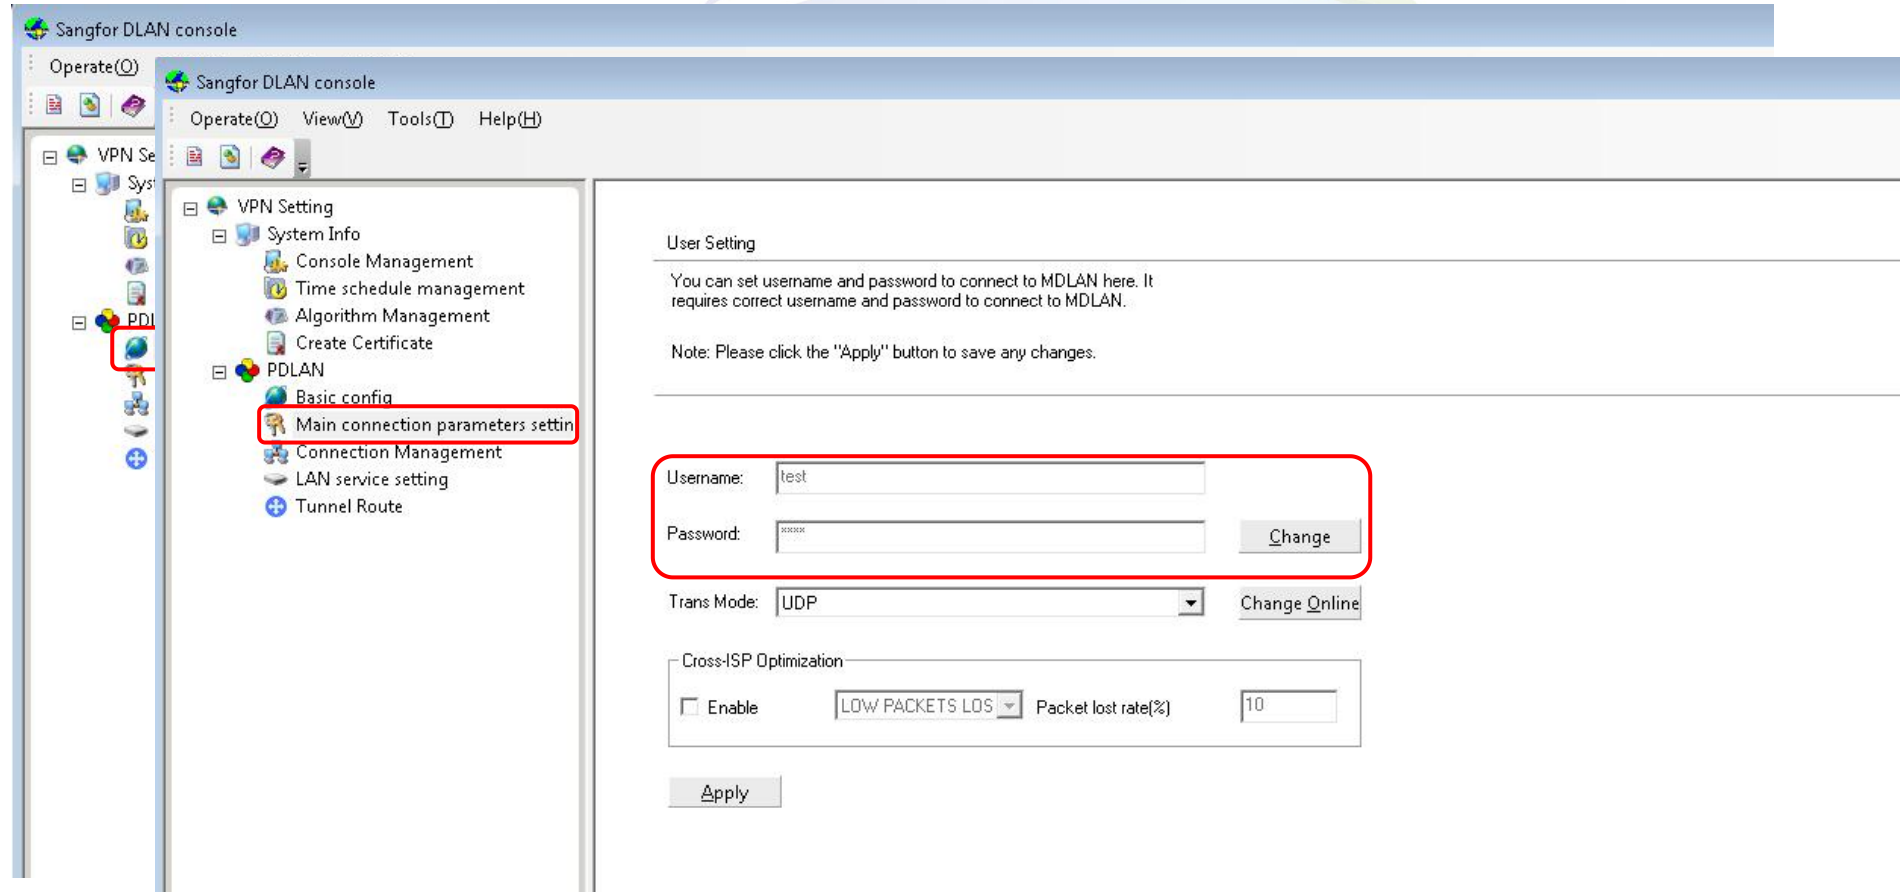 Sangfor DLAN console
Operate(O)
VPN Se
Syst
PDL
Sangfor DLAN console
Operate(O) View(V) Tools(T) Help(H)
VPN Setting
System Info
Console Management
Time schedule management
Algorithm Management
Create Certificate
PDLAN
Basic config
Main connection parameters settin
Connection Management
LAN service setting
Tunnel Route
User Setting
You can set username and password to connect to MDLAN here. It
requires correct username and password to connect to MDLAN.
Note: Please click the "Apply" button to save any changes.
Username: test
Password: **** Change
Trans Mode: UDP Change Online
Cross-ISP Optimization
Enable LOW PACKETS LOS Packet lost rate(%) 10
Apply